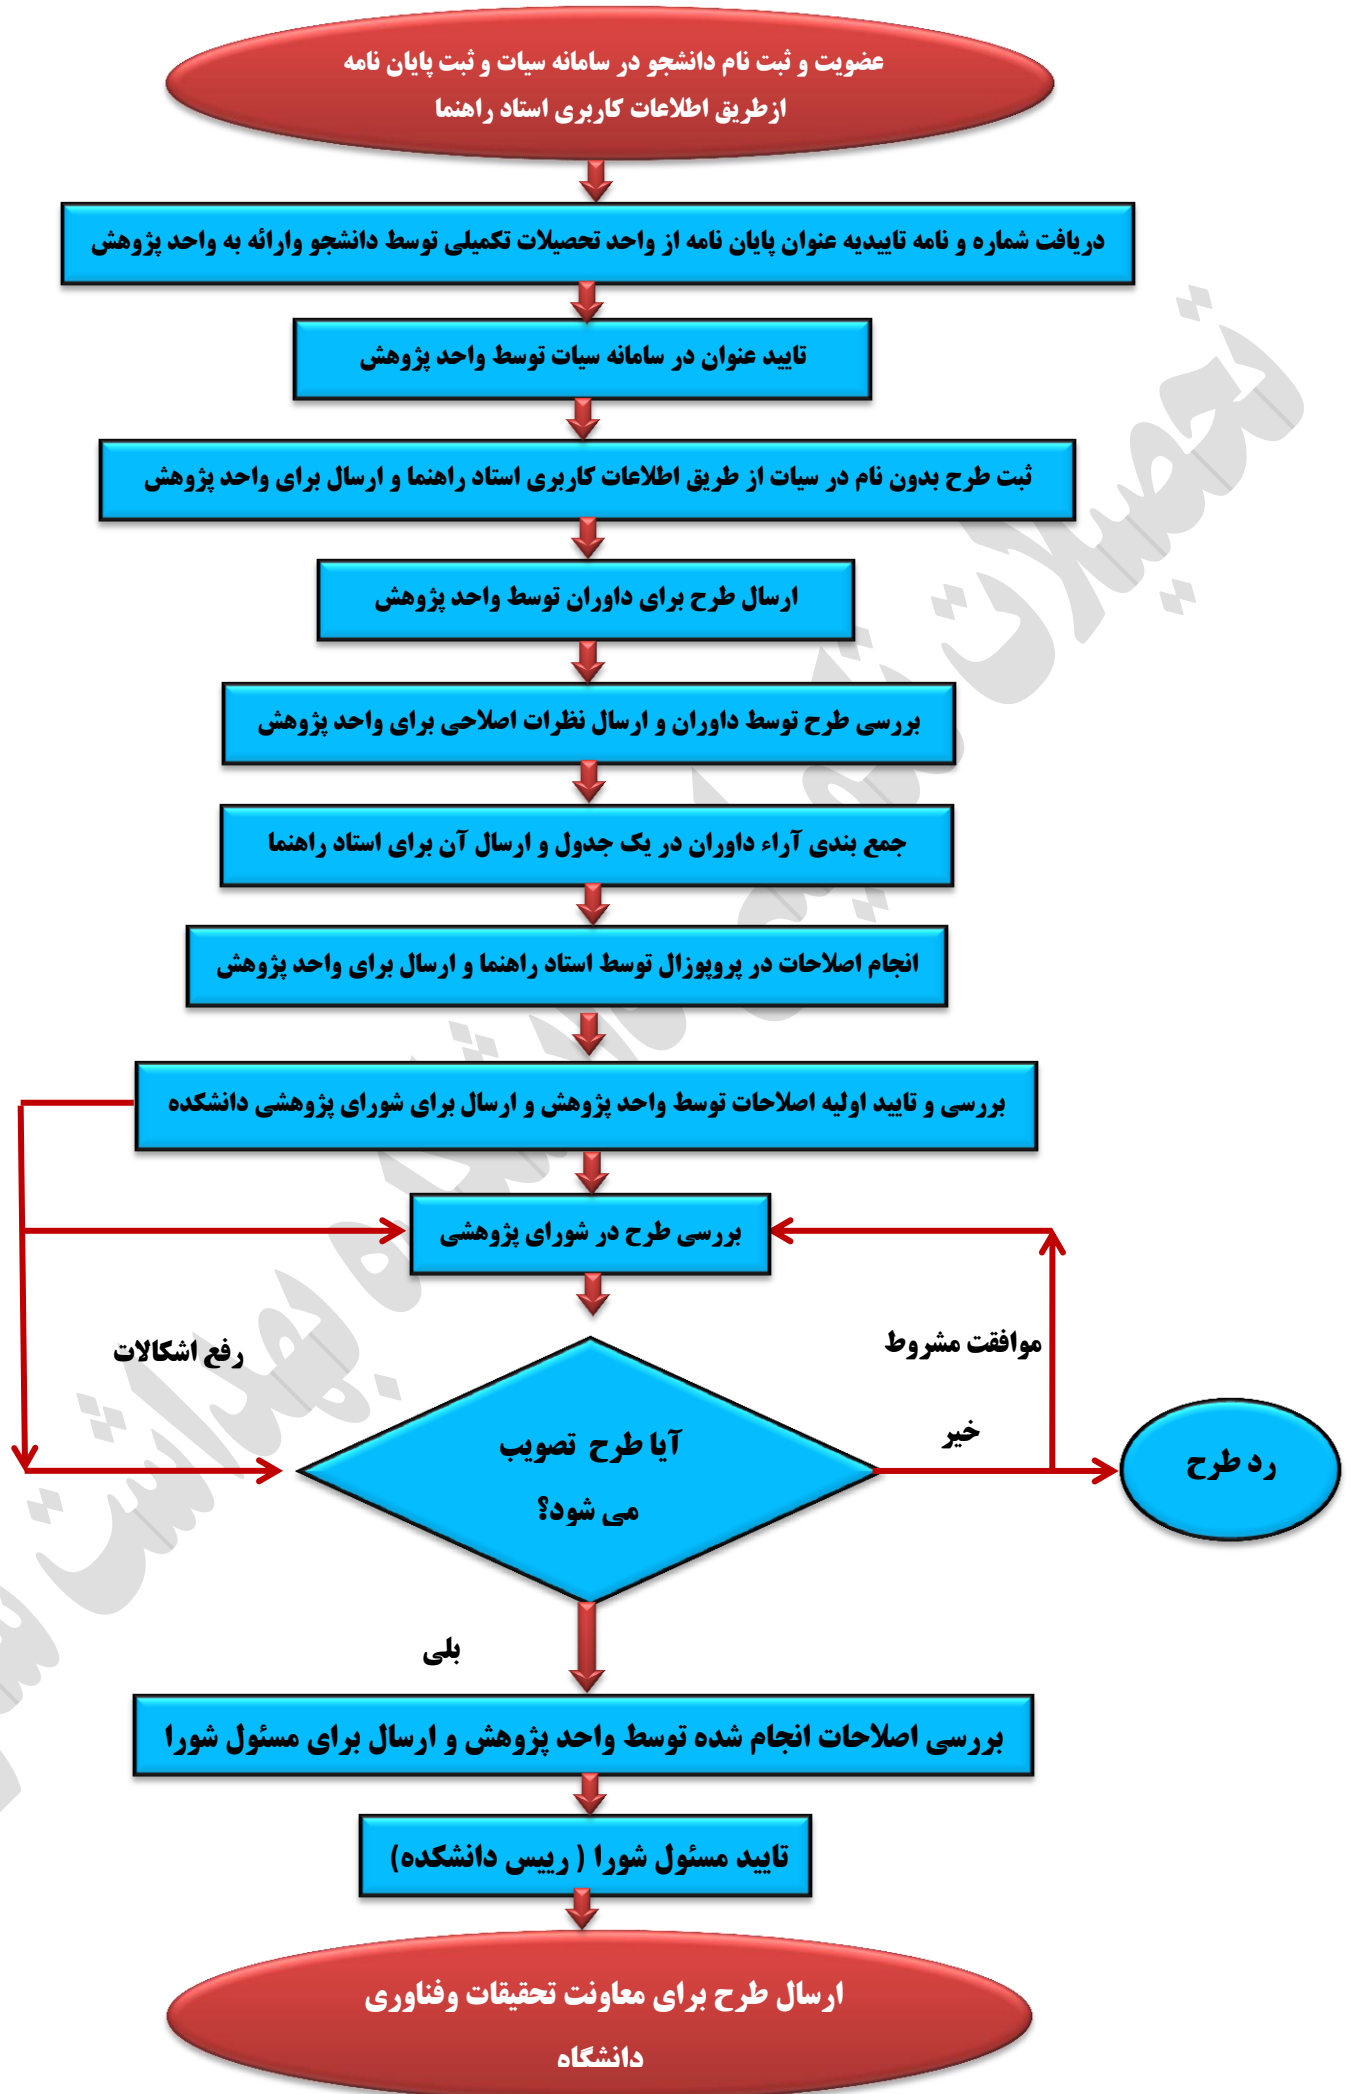 عضویت و ثبت نام دانشجو در سامانه سیات و ثبت پایان نامه
ازطریق اطلاعات کاربری استاد راهنما
دریافت شماره و نامه تاییدیه عنوان پایان نامه از واحد تحصیلات تکمیلی توسط دانشجو وارائه به واحد پژوهش
تایید عنوان در سامانه سیات توسط واحد پژوهش
ثبت طرح بدون نام در سیات از طریق اطلاعات کاربری استاد راهنما و ارسال برای واحد پژوهش
ارسال طرح برای داوران توسط واحد پژوهش
بررسی طرح توسط داوران و ارسال نظرات اصلاحی برای واحد پژوهش
جمع بندی آراء داوران در یک جدول و ارسال آن برای استاد راهنما
انجام اصلاحات در پروپوزال توسط استاد راهنما و ارسال برای واحد پژوهش
بررسی و تایید اولیه اصلاحات توسط واحد پژوهش و ارسال برای شورای پژوهشی دانشکده
بررسی طرح در شورای پژوهشی
موافقت مشروط
رفع اشکالات
آیا طرح تصویب
می شود؟
خیر
رد طرح
بلی
بررسی اصلاحات انجام شده توسط واحد پژوهش و ارسال برای مسئول شورا
تایید مسئول شورا ( رییس دانشکده)
ارسال طرح برای معاونت تحقیقات وفناوری
دانشگاه
تحصیلات تکمیلی دانشکده بهداشت